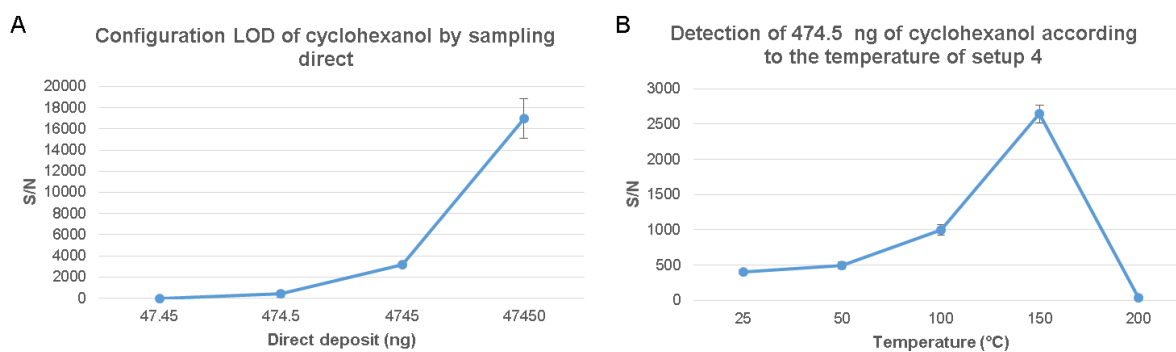 A
Configuration LOD of cyclohexanol by sampling
direct
20000
18000
16000
14000
12000
10000
8000
6000
4000
2000
0
S/N
47.45 474.5 4745 47450
Direct deposit (ng)
B
Detection of 474.5 ng of cyclohexanol according
to the temperature of setup 4
3000
2500
2000
1500
1000
500
0
S/N
25 50 100 150 200
Temperature (°C)